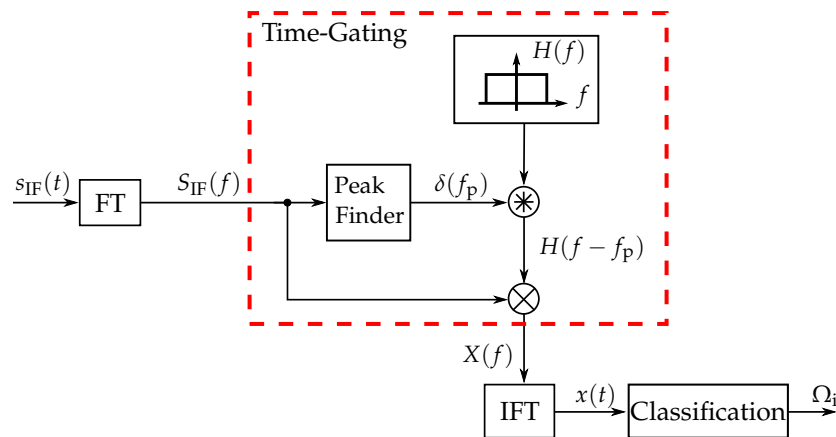 Time-Gating
H(f)
f
s_IF(t)
FT
S_IF(f)
Peak
Finder
δ(f_p)
H(f − f_p)
X(f)
IFT
x(t)
Classification
Ω_i